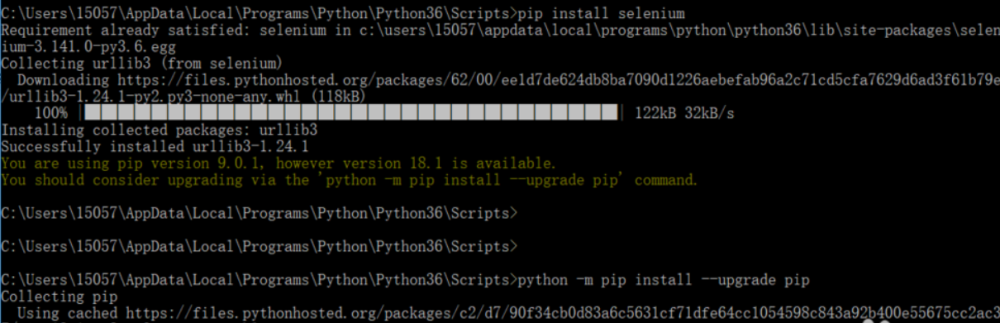 C:\Users\15057\AppData\Local\Programs\Python\Python36\Scripts>pip install selenium
Requirement already satisfied: selenium in c:\users\15057\appdata\local\programs\python\python36\lib\site-packages\selen
ium-3.141.0-py3.6.egg
Collecting urllib3 (from selenium)
  Downloading https://files.pythonhosted.org/packages/62/00/ee1d7de624db8ba7090d1226aebefab96a2c71cd5cfa7629d6ad3f61b79e
/urllib3-1.24.1-py2.py3-none-any.whl (118kB)
    100% | | 122kB 32kB/s
Installing collected packages: urllib3
Successfully installed urllib3-1.24.1
You are using pip version 9.0.1, however version 18.1 is available.
You should consider upgrading via the 'python -m pip install --upgrade pip' command.
C:\Users\15057\AppData\Local\Programs\Python\Python36\Scripts>
C:\Users\15057\AppData\Local\Programs\Python\Python36\Scripts>
C:\Users\15057\AppData\Local\Programs\Python\Python36\Scripts>python -m pip install --upgrade pip
Collecting pip
  Using cached https://files.pythonhosted.org/packages/c2/d7/90f34cb0d83a6c5631cf71dfe64cc1054598c843a92b400e55675cc2ac3